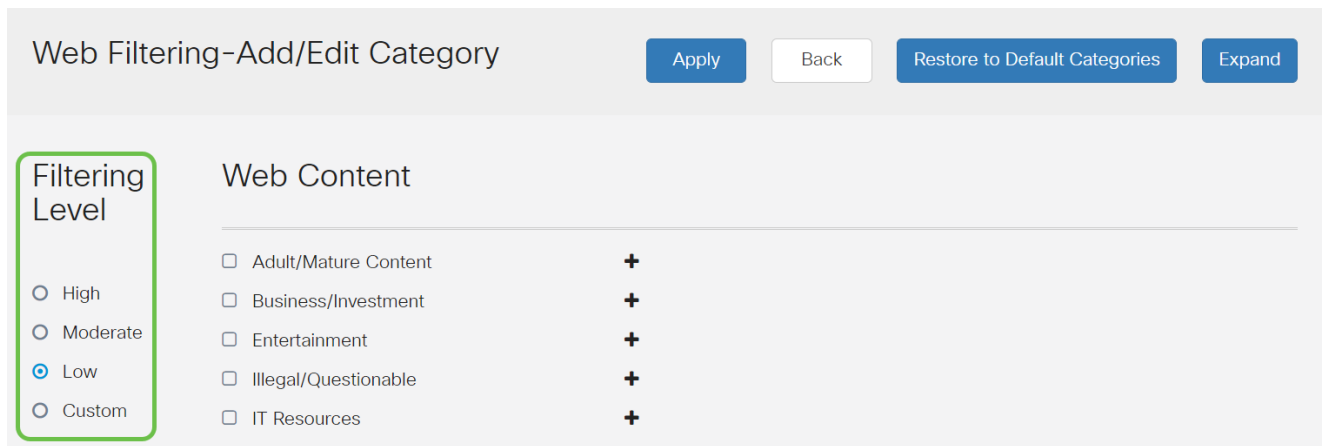 Web Filtering-Add/Edit Category
Apply
Back
Restore to Default Categories
Expand
Filtering
Level
High
Moderate
Low
Custom
Web Content
Adult/Mature Content
Business/Investment
Entertainment
Illegal/Questionable
IT Resources